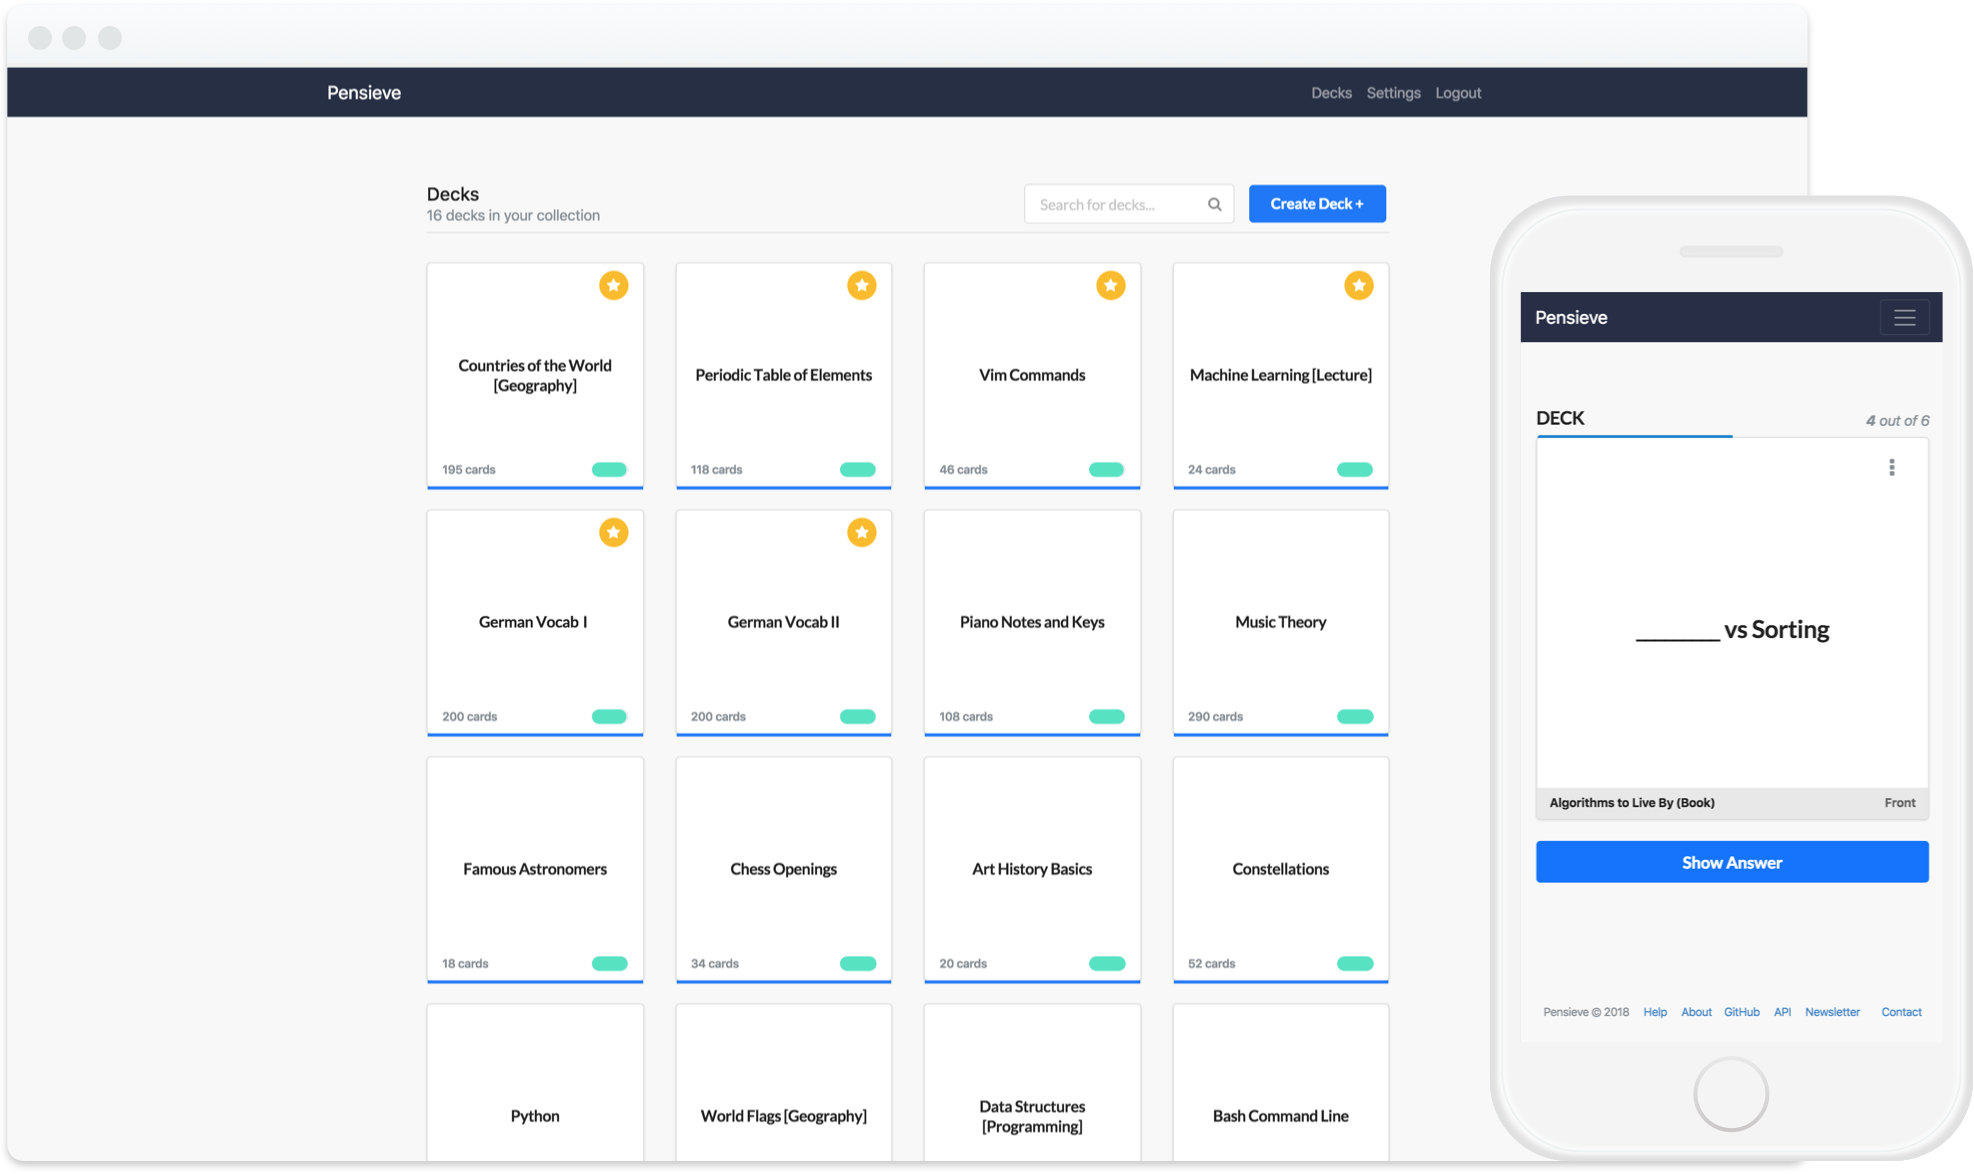 Pensieve
Decks Settings Logout
Decks
16 decks in your collection
Search for decks...
Create Deck +
Countries of the World
[Geography]
195 cards
Periodic Table of Elements
118 cards
Vim Commands
46 cards
Machine Learning [Lecture]
24 cards
German Vocab I
200 cards
German Vocab II
200 cards
Piano Notes and Keys
108 cards
Music Theory
290 cards
Famous Astronomers
18 cards
Chess Openings
34 cards
Art History Basics
20 cards
Constellations
52 cards
Python
World Flags [Geography]
Data Structures
[Programming]
Bash Command Line
Pensieve
DECK
4 out of 6
________ vs Sorting
Algorithms to Live By (Book)
Front
Show Answer
Pensieve © 2018 Help About GitHub API Newsletter Contact